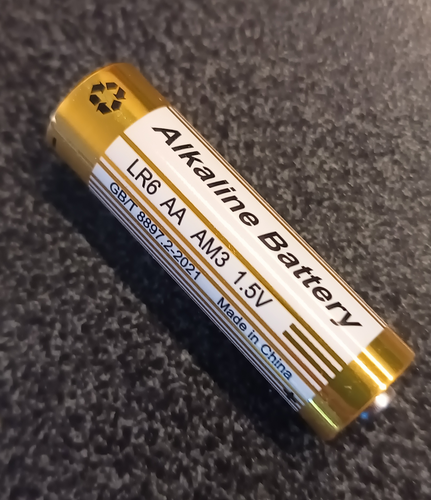 Alkaline Battery
LR6 AA AM3 1.5V
GB/T 8897.2-2021 Made in China